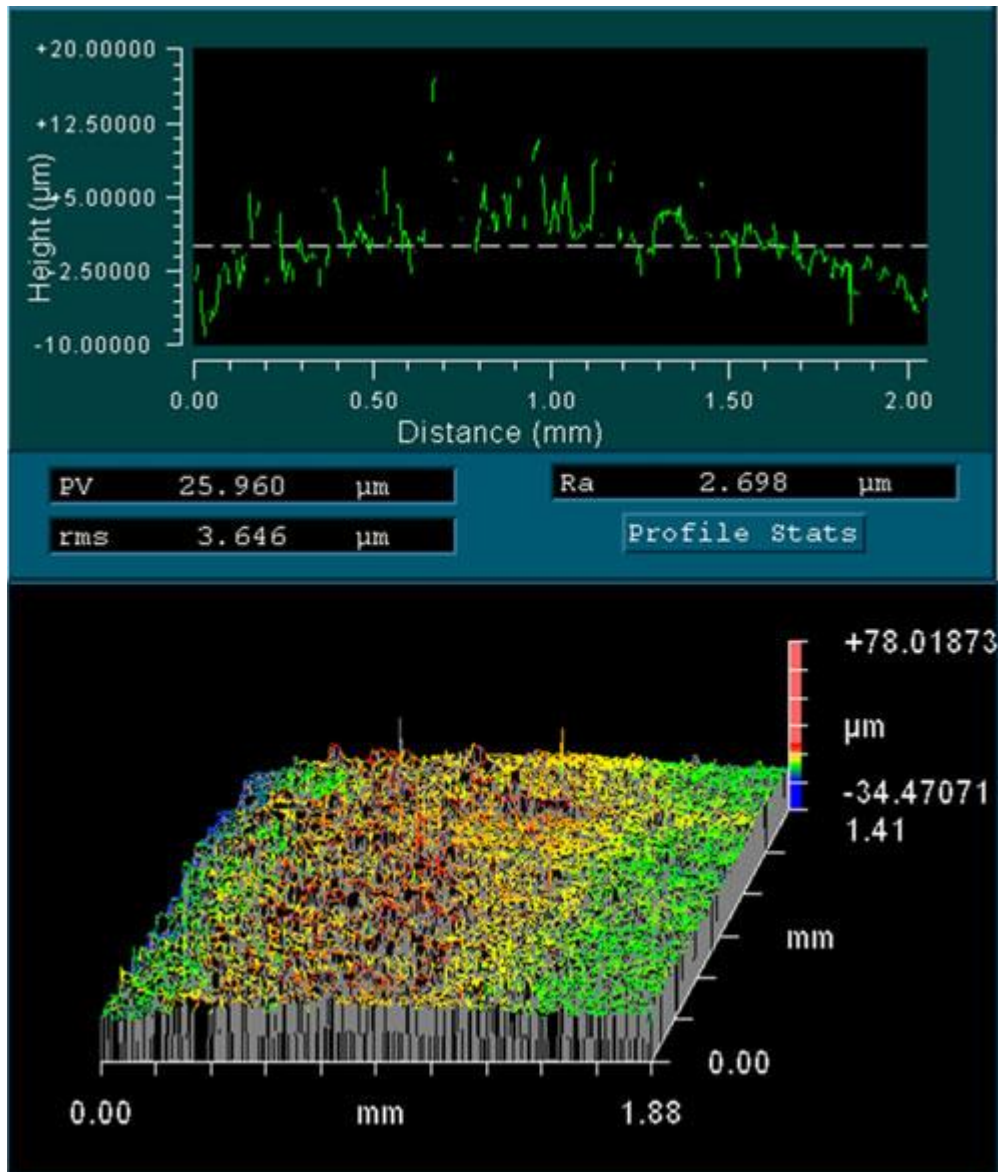 +20.00000
+12.50000
+5.00000
-2.50000
-10.00000
Height (µm)
0.00 0.50 1.00 1.50 2.00
Distance (mm)
PV 25.960 µm Ra 2.698 µm
rms 3.646 µm Profile Stats
+78.01873
µm
-34.47071
1.41
mm
0.00
0.00 mm 1.88